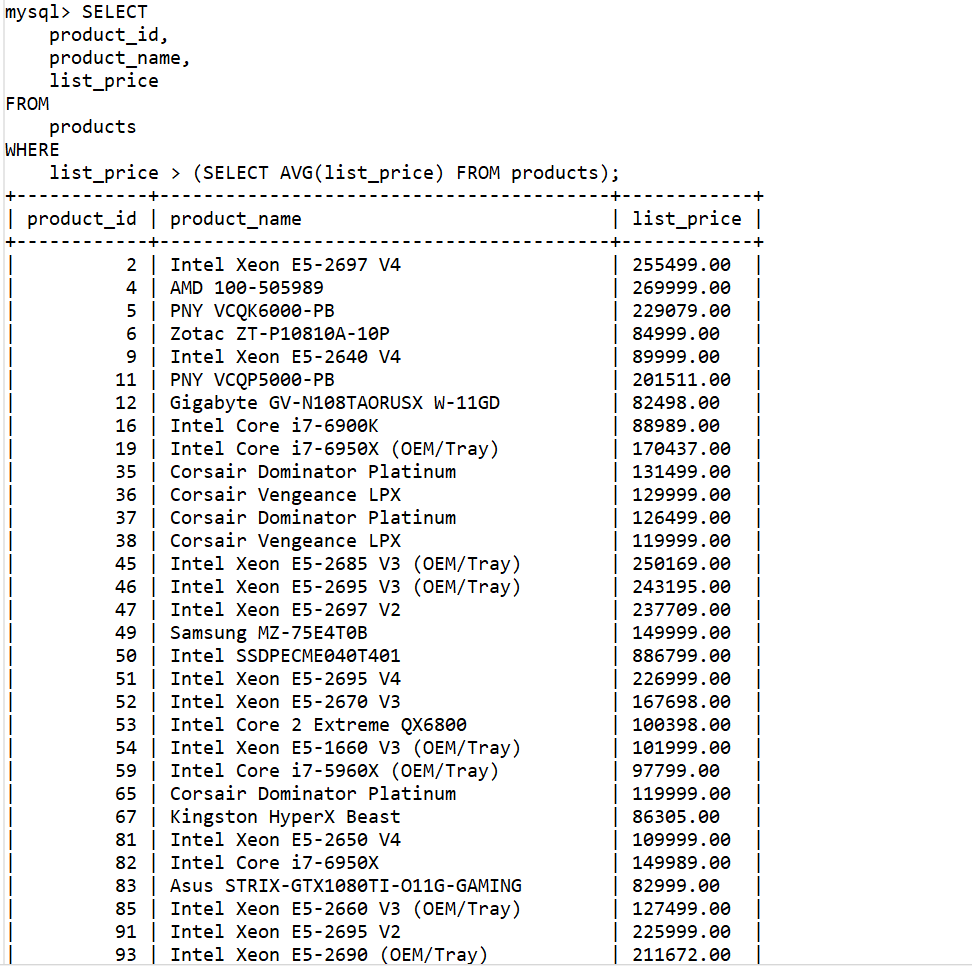 mysql> SELECT
    product_id,
    product_name,
    list_price
FROM
    products
WHERE
    list_price > (SELECT AVG(list_price) FROM products);
+------------+-----------------------------------------+------------+
| product_id | product_name                            | list_price |
+------------+-----------------------------------------+------------+
|          2 | Intel Xeon E5-2697 V4                   | 255499.00  |
|          4 | AMD 100-505989                          | 269999.00  |
|          5 | PNY VCQK6000-PB                         | 229079.00  |
|          6 | Zotac ZT-P10810A-10P                    | 84999.00   |
|          9 | Intel Xeon E5-2640 V4                   | 89999.00   |
|         11 | PNY VCQP5000-PB                         | 201511.00  |
|         12 | Gigabyte GV-N108TAORUSX W-11GD          | 82498.00   |
|         16 | Intel Core i7-6900K                     | 88989.00   |
|         19 | Intel Core i7-6950X (OEM/Tray)          | 170437.00  |
|         35 | Corsair Dominator Platinum              | 131499.00  |
|         36 | Corsair Vengeance LPX                   | 129999.00  |
|         37 | Corsair Dominator Platinum              | 126499.00  |
|         38 | Corsair Vengeance LPX                   | 119999.00  |
|         45 | Intel Xeon E5-2685 V3 (OEM/Tray)        | 250169.00  |
|         46 | Intel Xeon E5-2695 V3 (OEM/Tray)        | 243195.00  |
|         47 | Intel Xeon E5-2697 V2                   | 237709.00  |
|         49 | Samsung MZ-75E4T0B                      | 149999.00  |
|         50 | Intel SSDPECME040T401                   | 886799.00  |
|         51 | Intel Xeon E5-2695 V4                   | 226999.00  |
|         52 | Intel Xeon E5-2670 V3                   | 167698.00  |
|         53 | Intel Core 2 Extreme QX6800             | 100398.00  |
|         54 | Intel Xeon E5-1660 V3 (OEM/Tray)        | 101999.00  |
|         59 | Intel Core i7-5960X (OEM/Tray)          | 97799.00   |
|         65 | Corsair Dominator Platinum              | 119999.00  |
|         67 | Kingston HyperX Beast                   | 86305.00   |
|         81 | Intel Xeon E5-2650 V4                   | 109999.00  |
|         82 | Intel Core i7-6950X                     | 149989.00  |
|         83 | Asus STRIX-GTX1080TI-O11G-GAMING        | 82999.00   |
|         85 | Intel Xeon E5-2660 V3 (OEM/Tray)        | 127499.00  |
|         91 | Intel Xeon E5-2695 V2                   | 225999.00  |
|         93 | Intel Xeon E5-2690 (OEM/Tray)           | 211672.00  |